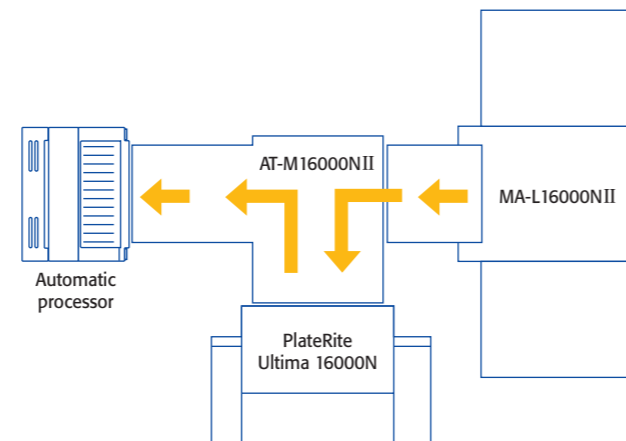 AT-M16000NII
MA-L16000NII
Automatic
processor
PlateRite
Ultima 16000N